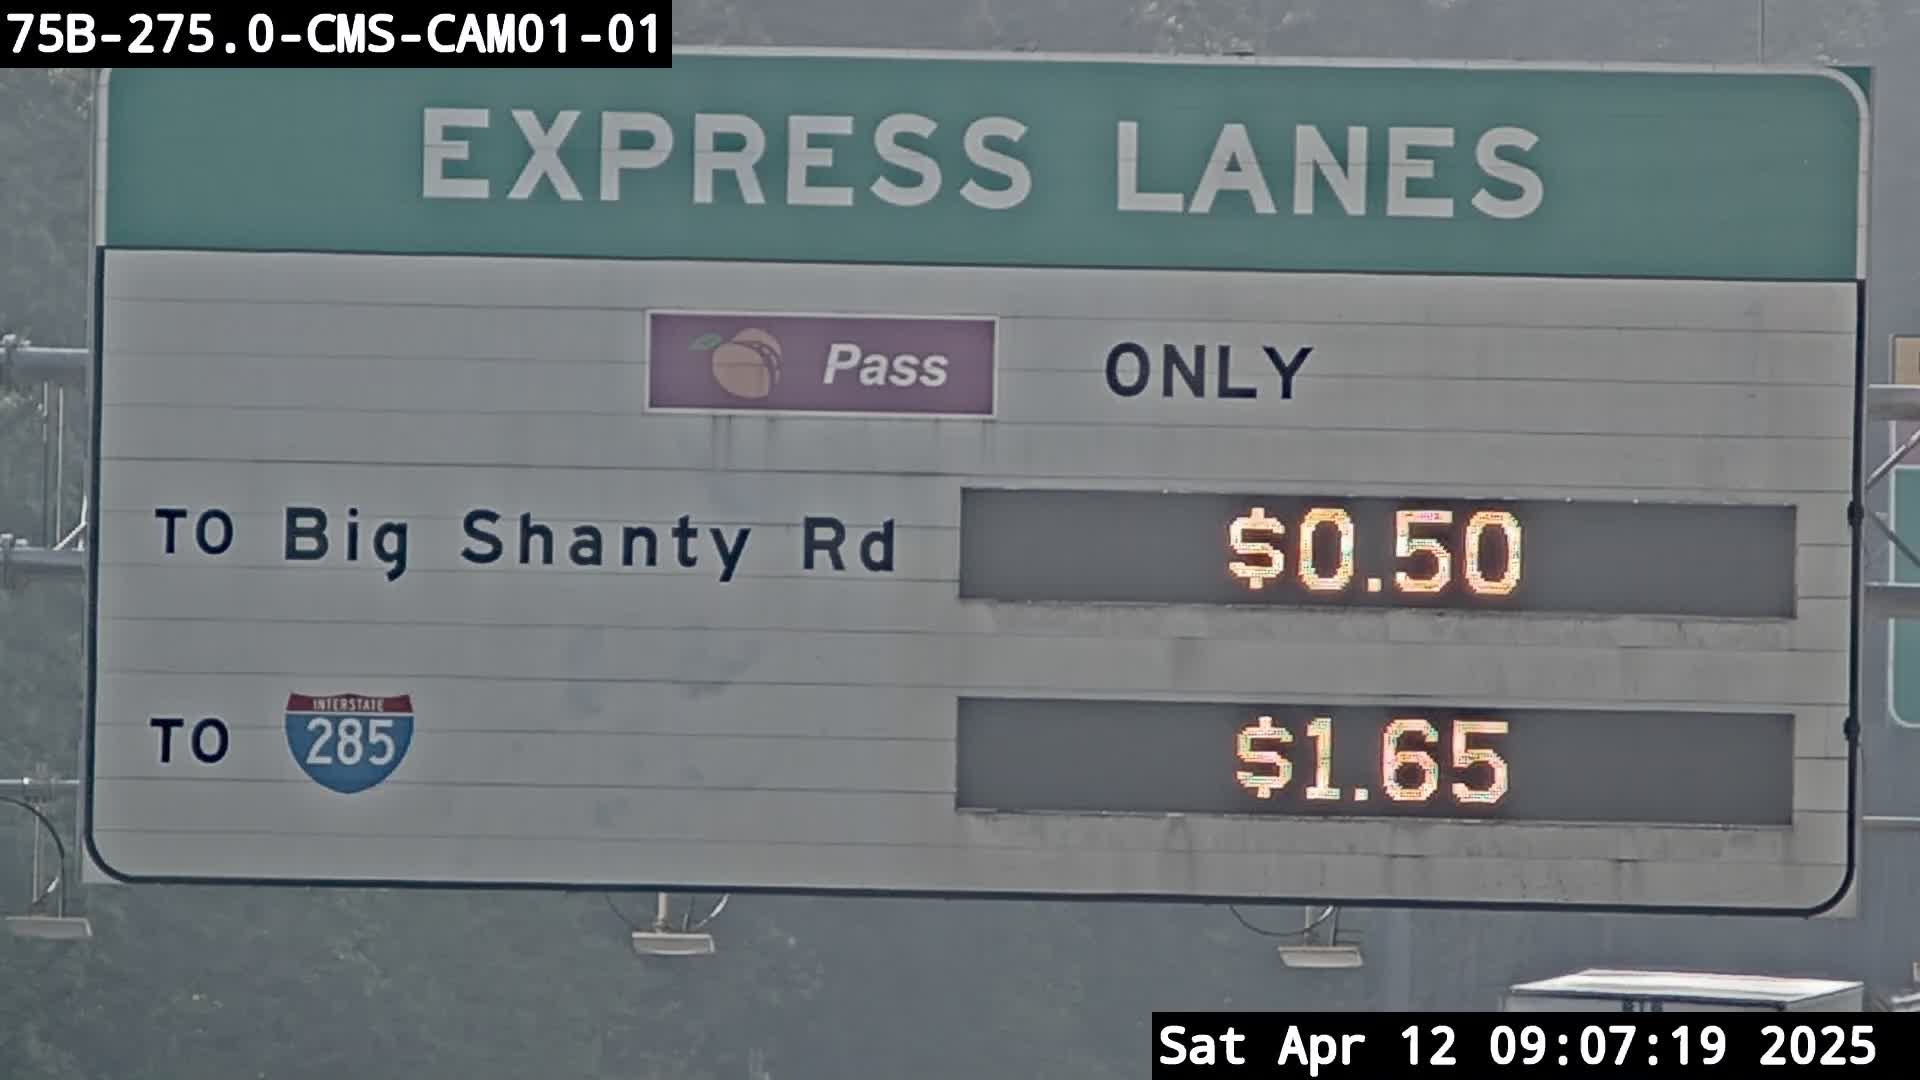 75B-275.0-CMS-CAM01-01
EXPRESS LANES
Pass ONLY
TO Big Shanty Rd $0.50
INTERSTATE
TO 285 $1.65
Sat Apr 12 09:07:19 2025